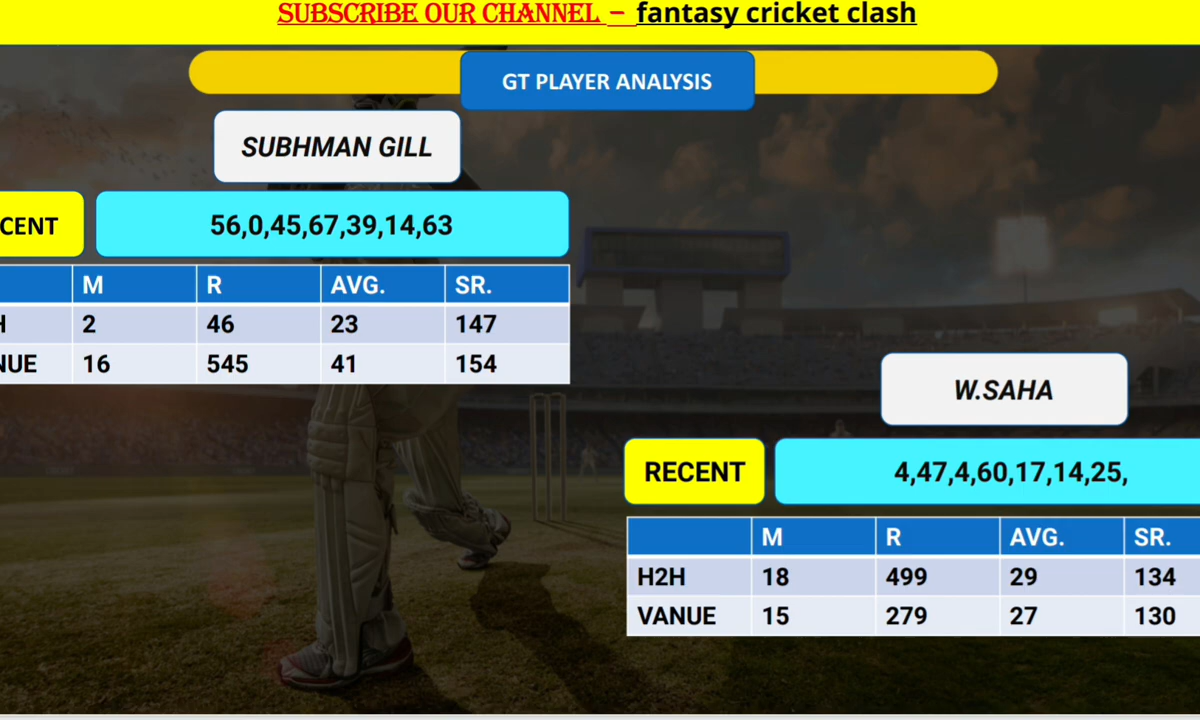 SUBSCRIBE OUR CHANNEL – fantasy cricket clash
GT PLAYER ANALYSIS
SUBHMAN GILL
CENT 56,0,45,67,39,14,63
M R AVG. SR.
H 2 46 23 147
NUE 16 545 41 154
W.SAHA
RECENT 4,47,4,60,17,14,25,
M R AVG. SR.
H2H 18 499 29 134
VANUE 15 279 27 130